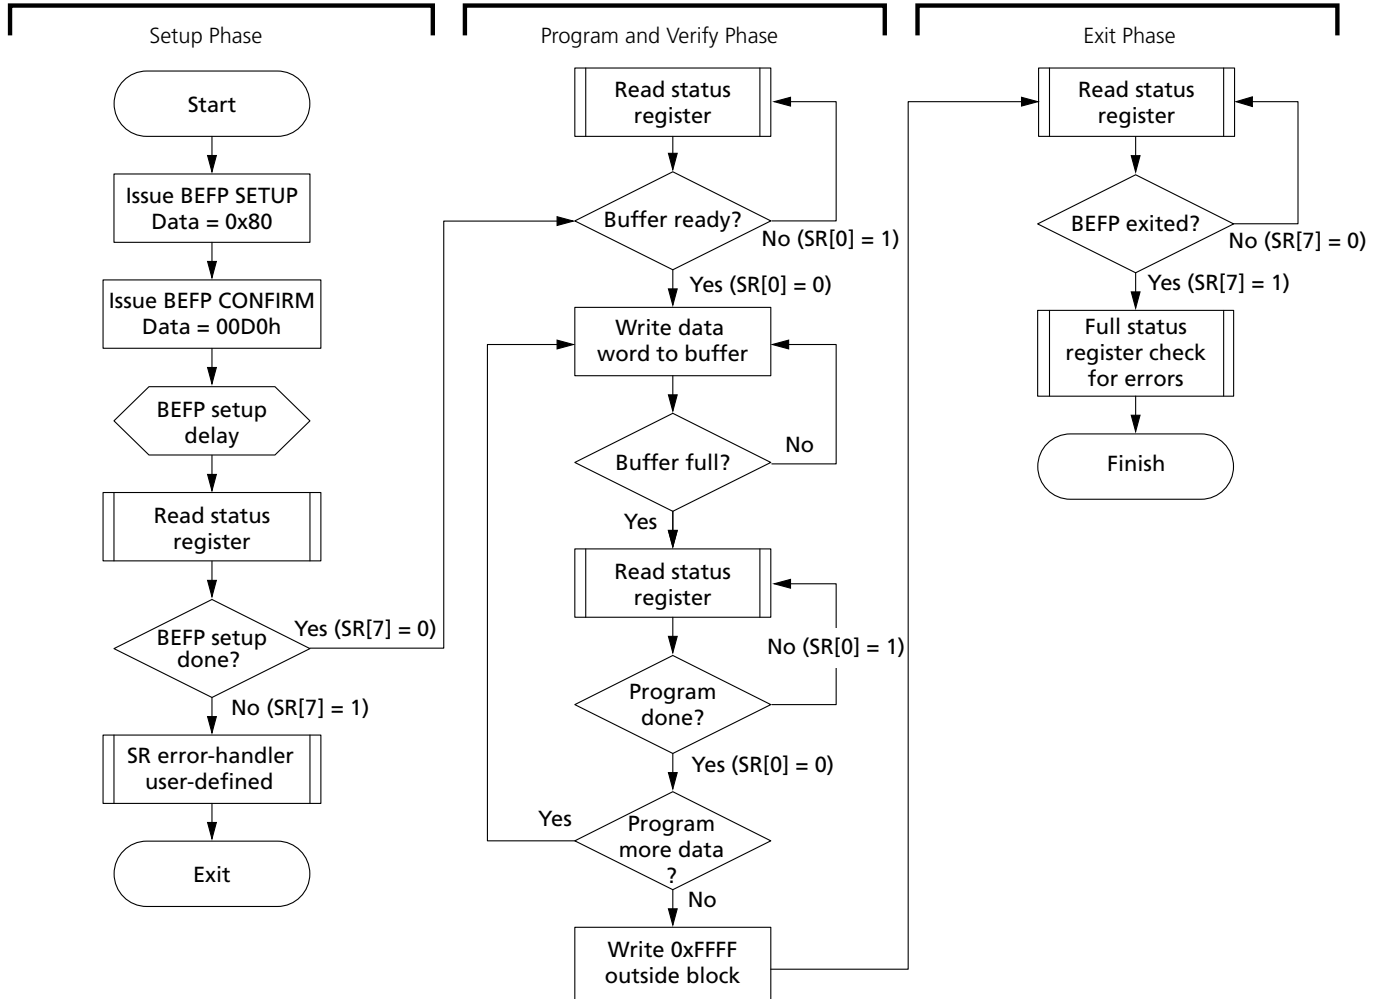 Setup Phase
Start
Issue BEFP SETUP
Data = 0x80
Issue BEFP CONFIRM
Data = 00D0h
BEFP setup
delay
Read status
register
BEFP setup
done?
Yes (SR[7] = 0)
No (SR[7] = 1)
SR error-handler
user-defined
Exit
Program and Verify Phase
Read status
register
Buffer ready?
No (SR[0] = 1)
Yes (SR[0] = 0)
Write data
word to buffer
Buffer full?
No
Yes
Read status
register
No (SR[0] = 1)
Program
done?
Yes (SR[0] = 0)
Yes
Program
more data
?
No
Write 0xFFFF
outside block
Exit Phase
Read status
register
BEFP exited?
No (SR[7] = 0)
Yes (SR[7] = 1)
Full status
register check
for errors
Finish